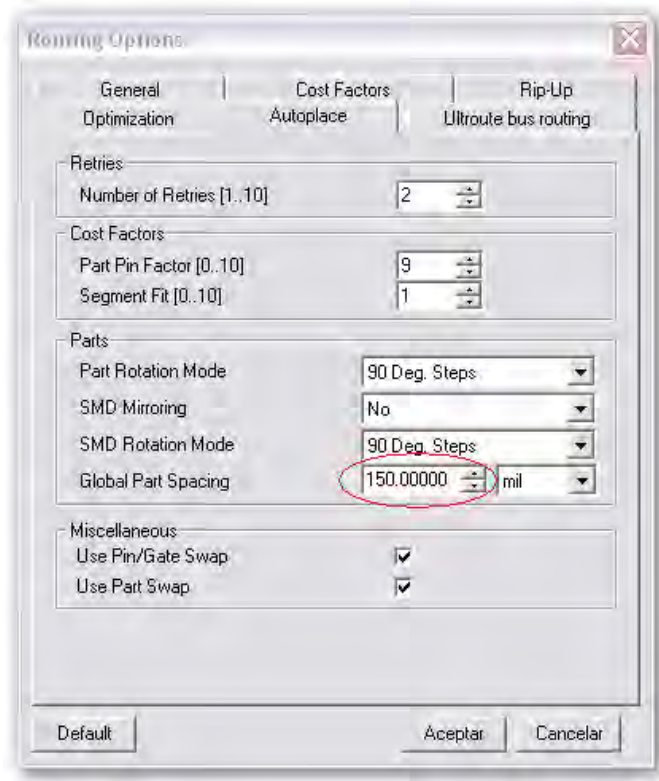 Routing Options
General Cost Factors Rip-Up
Optimization Autoplace Ultroute bus routing
Retries
Number of Retries [1..10] 2
Cost Factors
Part Pin Factor [0..10] 9
Segment Fit [0..10] 1
Parts
Part Rotation Mode 90 Deg. Steps
SMD Mirroring No
SMD Rotation Mode 90 Deg. Steps
Global Part Spacing 150.00000 mil
Miscellaneous
Use Pin/Gate Swap
Use Part Swap
Default Aceptar Cancelar